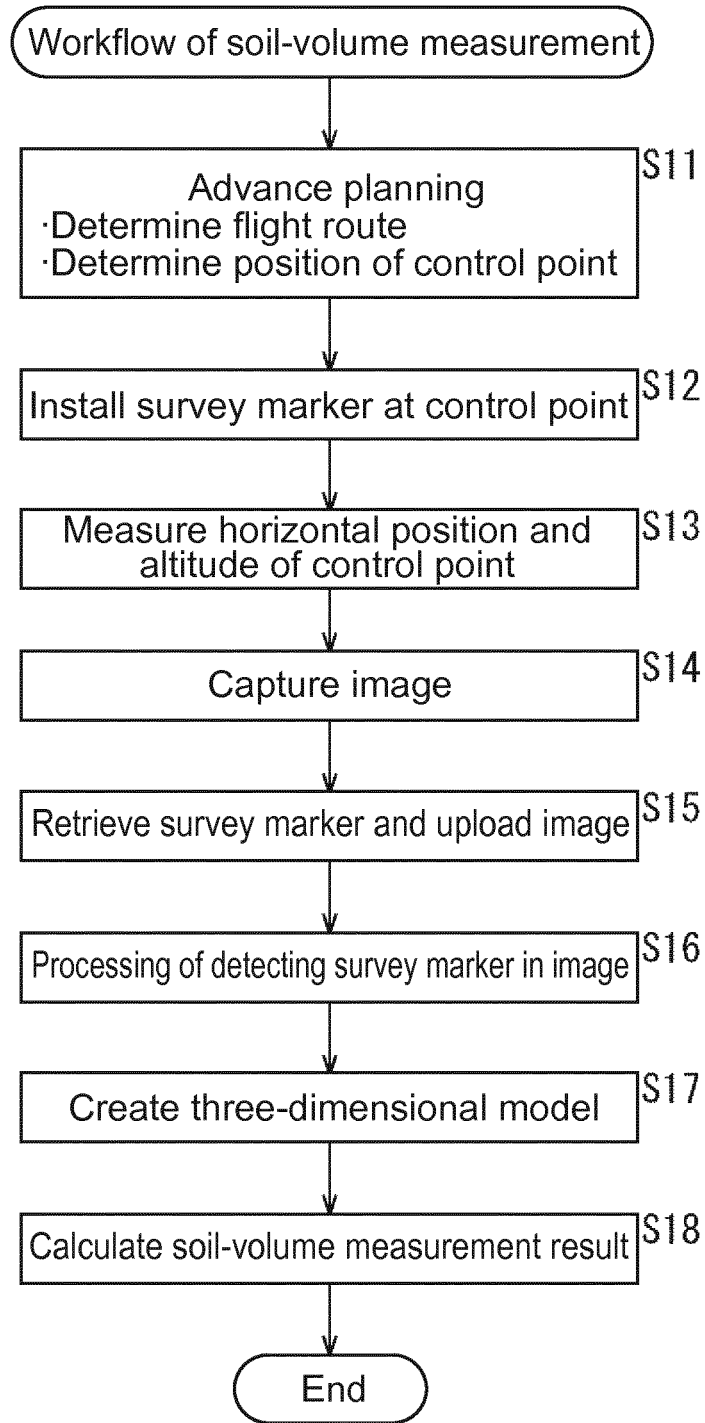 Workflow of soil-volume measurement
S11
Advance planning
·Determine flight route
·Determine position of control point
S12
Install survey marker at control point
S13
Measure horizontal position and
altitude of control point
S14
Capture image
S15
Retrieve survey marker and upload image
S16
Processing of detecting survey marker in image
S17
Create three-dimensional model
S18
Calculate soil-volume measurement result
End